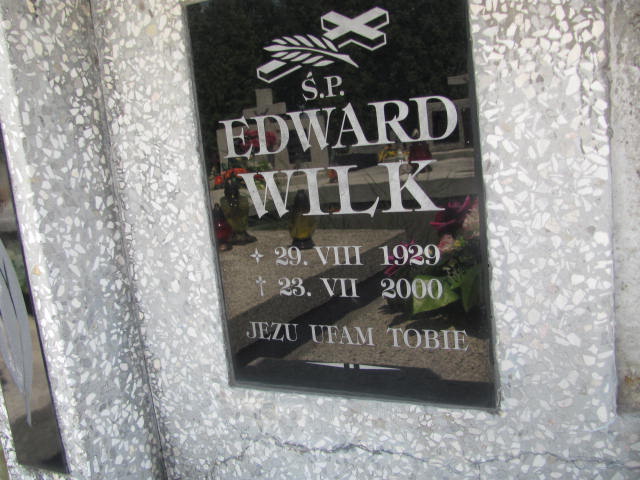 Ś.P.
EDWARD
WILK
✧ 29. VIII 1929
† 23. VII 2000
JEZU UFAM TOBIE